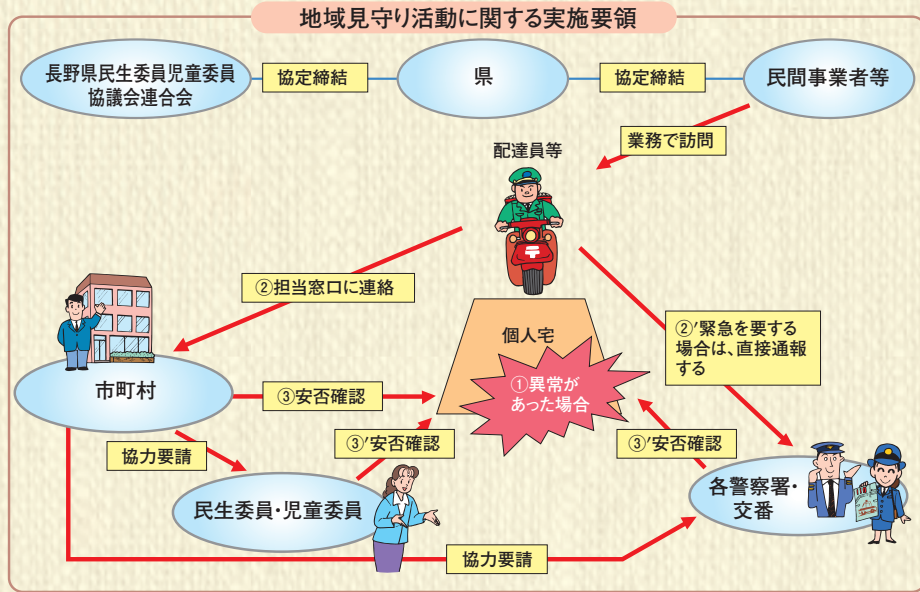 地域見守り活動に関する実施要領
長野県民生委員児童委員
協議会連合会
協定締結
県
協定締結
民間事業者等
業務で訪問
配達員等
②担当窓口に連絡
個人宅
②′緊急を要する
場合は、直接通報
する
①異常が
あった場合
市町村
③安否確認
③′安否確認
③′安否確認
協力要請
民生委員・児童委員
各警察署・
交番
協力要請